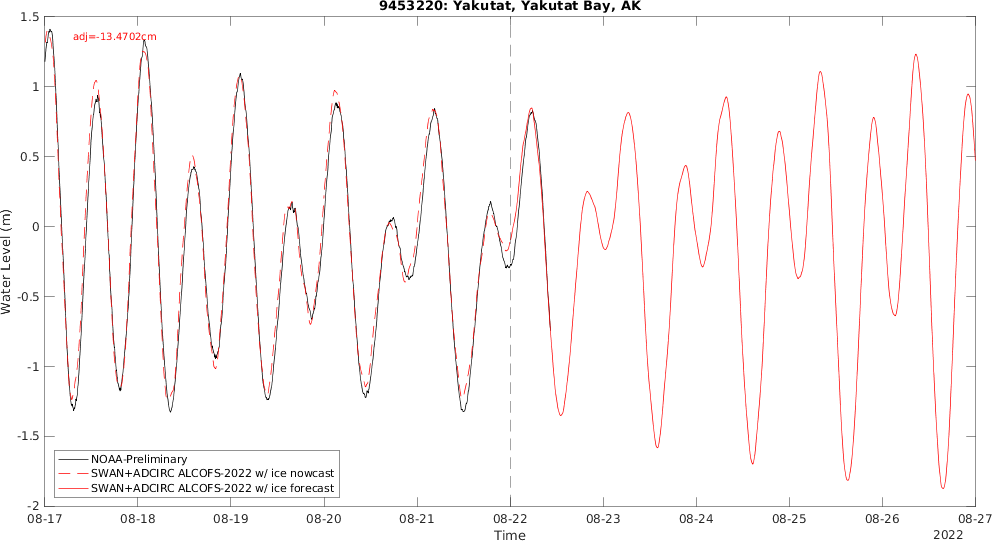 9453220: Yakutat, Yakutat Bay, AK
adj=-13.4702cm
1.5
1
0.5
0
-0.5
-1
-1.5
-2
Water Level (m)
NOAA-Preliminary
SWAN+ADCIRC ALCOFS-2022 w/ ice nowcast
SWAN+ADCIRC ALCOFS-2022 w/ ice forecast
08-17 08-18 08-19 08-20 08-21 08-22 08-23 08-24 08-25 08-26 08-27
Time
2022